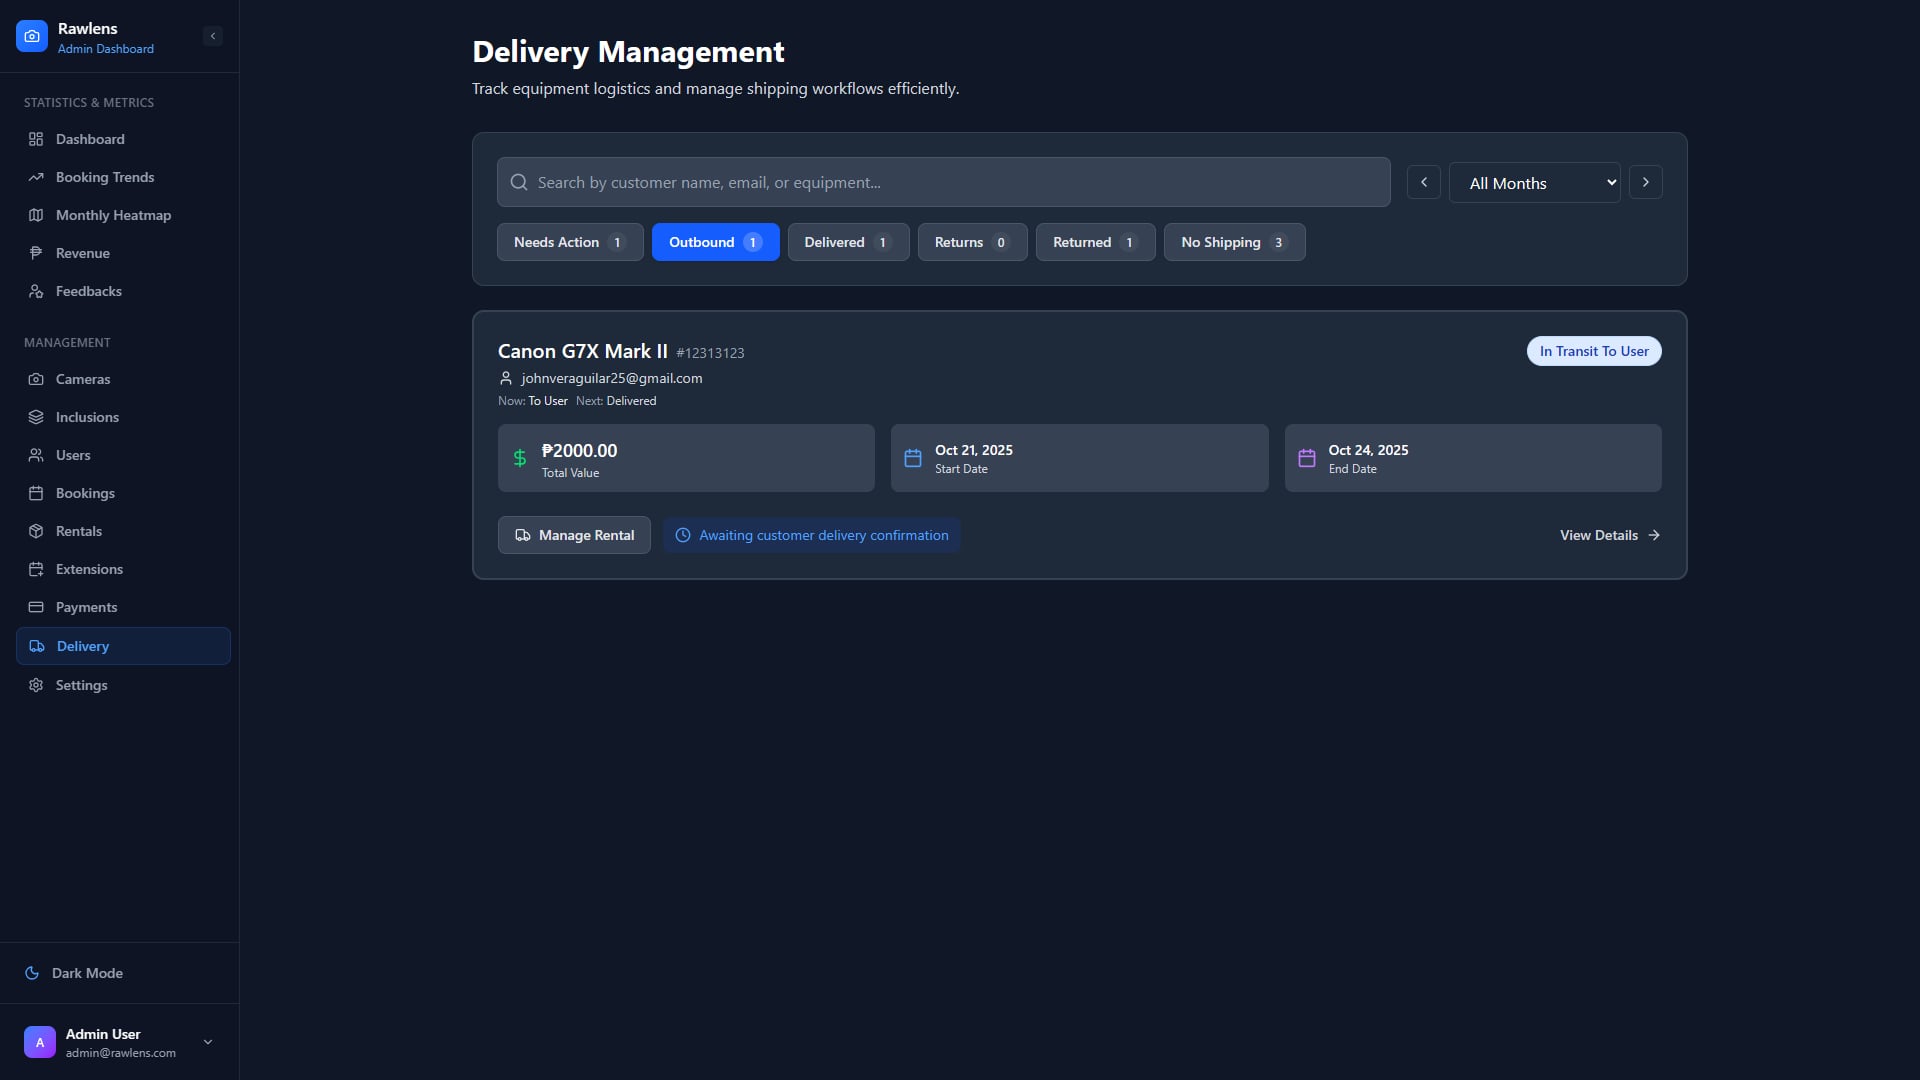 Rawlens
Admin Dashboard
STATISTICS & METRICS
Dashboard
Booking Trends
Monthly Heatmap
Revenue
Feedbacks
MANAGEMENT
Cameras
Inclusions
Users
Bookings
Rentals
Extensions
Payments
Delivery
Settings
Dark Mode
A
Admin User
admin@rawlens.com
Delivery Management
Track equipment logistics and manage shipping workflows efficiently.
Search by customer name, email, or equipment...
All Months
Needs Action 1
Outbound 1
Delivered 1
Returns 0
Returned 1
No Shipping 3
Canon G7X Mark II #12313123
In Transit To User
johnveraguilar25@gmail.com
Now: To User Next: Delivered
₱2000.00
Total Value
Oct 21, 2025
Start Date
Oct 24, 2025
End Date
Manage Rental
Awaiting customer delivery confirmation
View Details